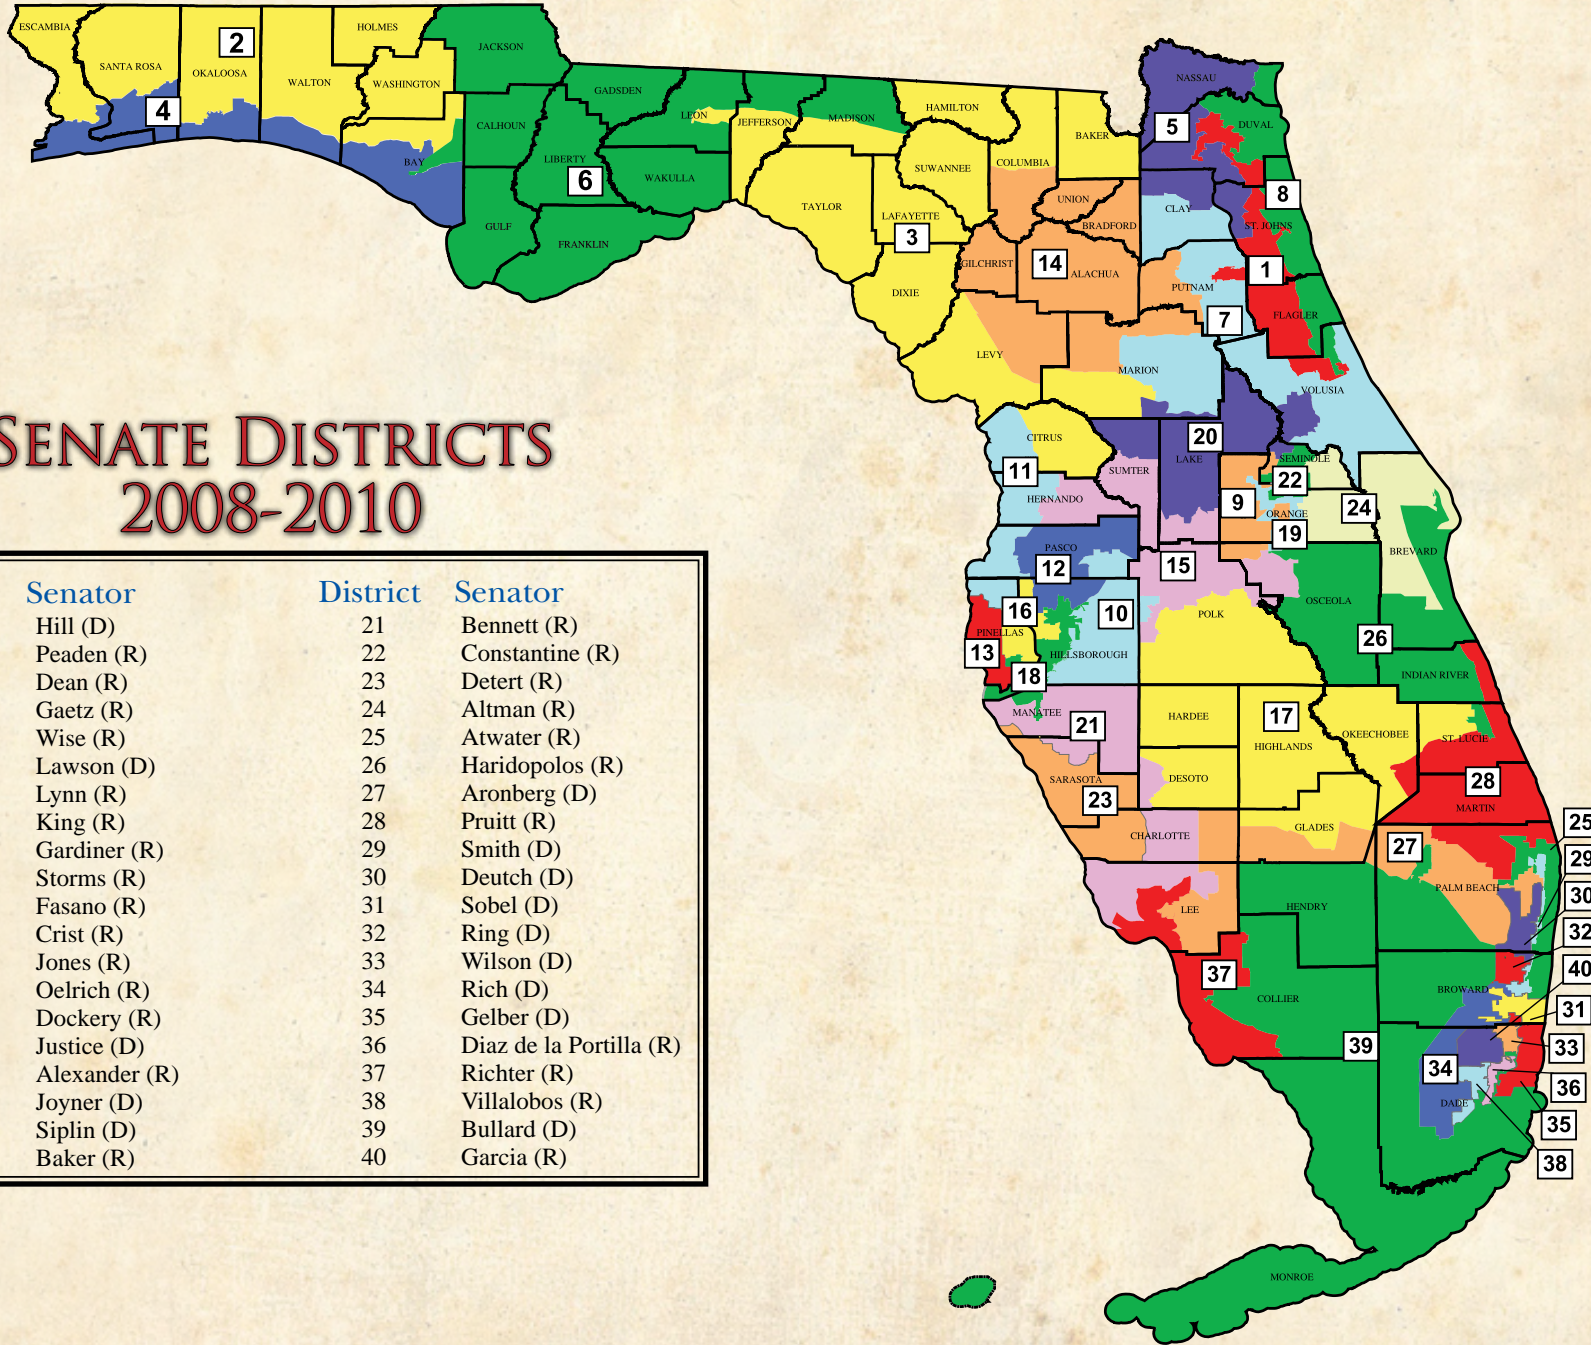 ESCAMBIA
SANTA ROSA
OKALOOSA
2
4
WALTON
HOLMES
WASHINGTON
BAY
JACKSON
CALHOUN
GULF
GADSDEN
LIBERTY
6
FRANKLIN
LEON
WAKULLA
JEFFERSON
MADISON
TAYLOR
HAMILTON
SUWANNEE
LAFAYETTE
3
DIXIE
COLUMBIA
BAKER
UNION
BRADFORD
GILCHRIST
14
ALACHUA
LEVY
NASSAU
5
DUVAL
CLAY
8
ST. JOHNS
1
PUTNAM
7
FLAGLER
MARION
VOLUSIA
CITRUS
11
HERNANDO
SUMTER
LAKE
20
SEMINOLE
22
9
ORANGE
19
24
BREVARD
PASCO
12
15
16
10
PINELLAS
13
HILLSBOROUGH
18
POLK
OSCEOLA
26
INDIAN RIVER
MANATEE
21
HARDEE
17
HIGHLANDS
OKEECHOBEE
ST. LUCIE
28
MARTIN
SARASOTA
23
DESOTO
CHARLOTTE
GLADES
27
PALM BEACH
LEE
HENDRY
37
COLLIER
BROWARD
39
34
DADE
MONROE
25
29
30
32
40
31
33
36
35
38
SENATE DISTRICTS
2008-2010
Senator District Senator
Hill (D) 21 Bennett (R)
Peaden (R) 22 Constantine (R)
Dean (R) 23 Detert (R)
Gaetz (R) 24 Altman (R)
Wise (R) 25 Atwater (R)
Lawson (D) 26 Haridopolos (R)
Lynn (R) 27 Aronberg (D)
King (R) 28 Pruitt (R)
Gardiner (R) 29 Smith (D)
Storms (R) 30 Deutch (D)
Fasano (R) 31 Sobel (D)
Crist (R) 32 Ring (D)
Jones (R) 33 Wilson (D)
Oelrich (R) 34 Rich (D)
Dockery (R) 35 Gelber (D)
Justice (D) 36 Diaz de la Portilla (R)
Alexander (R) 37 Richter (R)
Joyner (D) 38 Villalobos (R)
Siplin (D) 39 Bullard (D)
Baker (R) 40 Garcia (R)